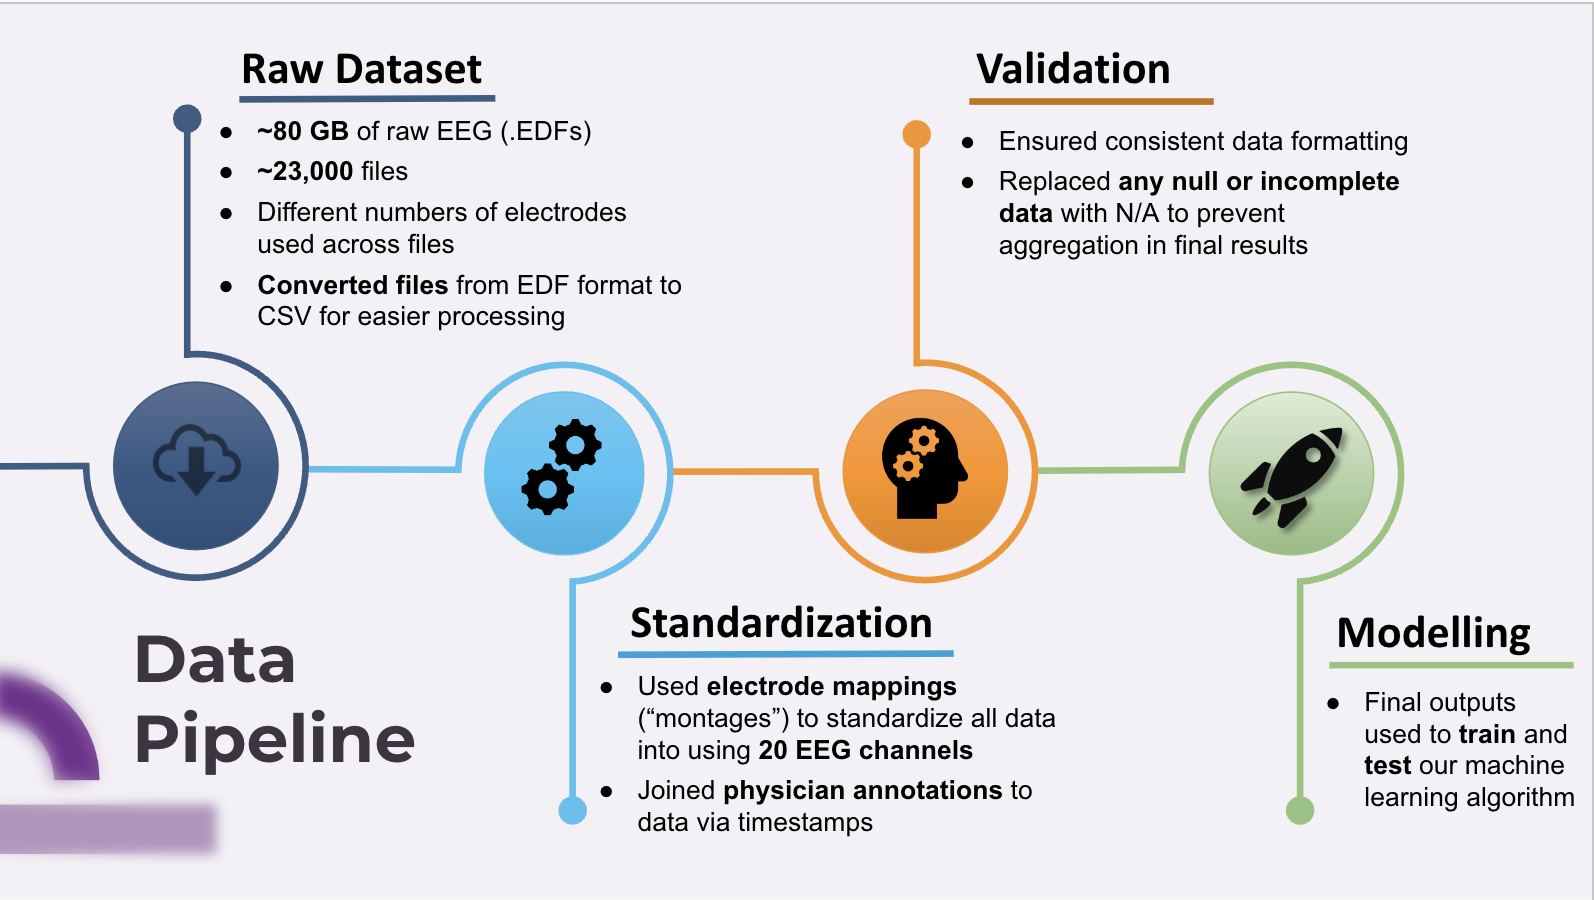 Raw Dataset
● ~80 GB of raw EEG (.EDFs)
● ~23,000 files
● Different numbers of electrodes
used across files
● Converted files from EDF format to
CSV for easier processing
Validation
● Ensured consistent data formatting
● Replaced any null or incomplete
data with N/A to prevent
aggregation in final results
Data
Pipeline
Standardization
● Used electrode mappings
(“montages”) to standardize all data
into using 20 EEG channels
● Joined physician annotations to
data via timestamps
Modelling
● Final outputs
used to train and
test our machine
learning algorithm